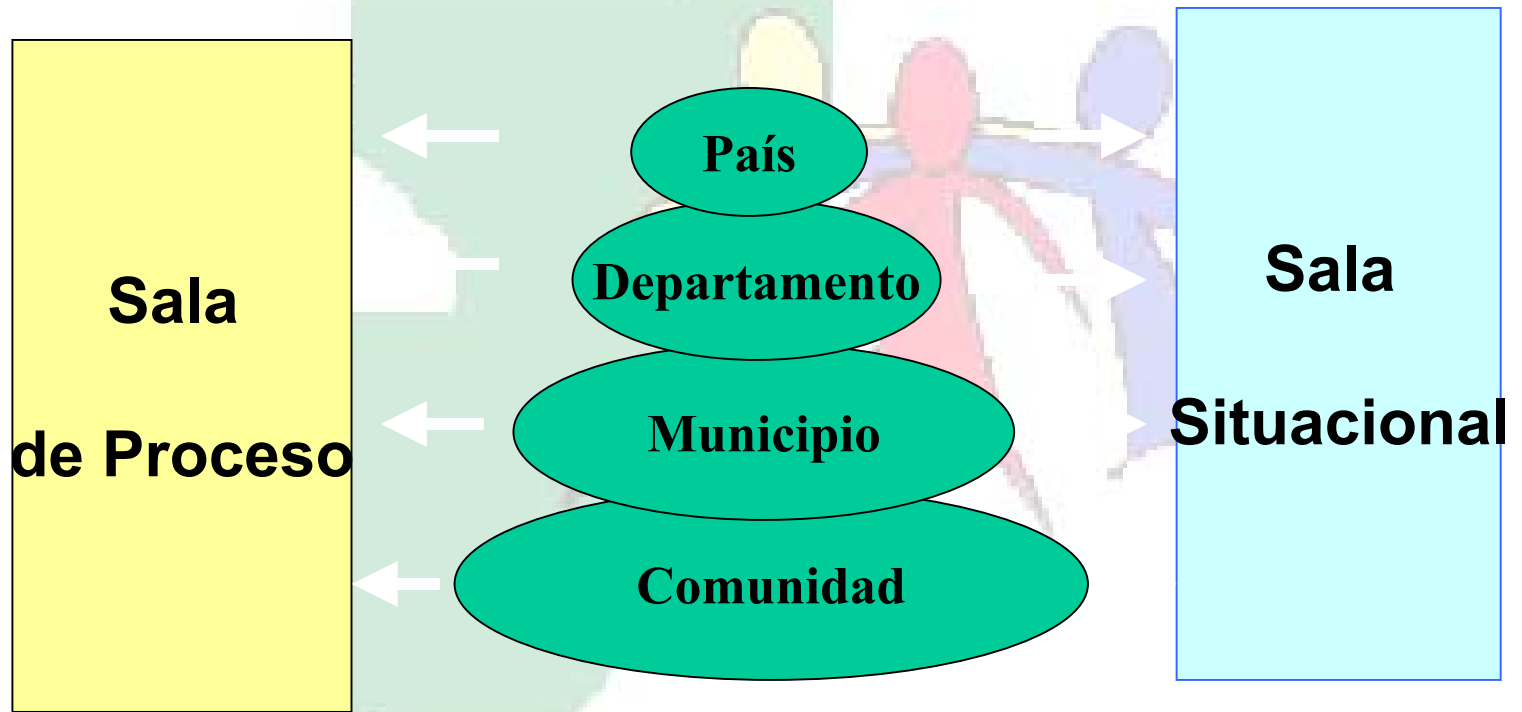 Sala
de Proceso
País
Departamento
Municipio
Comunidad
Sala
Situacional